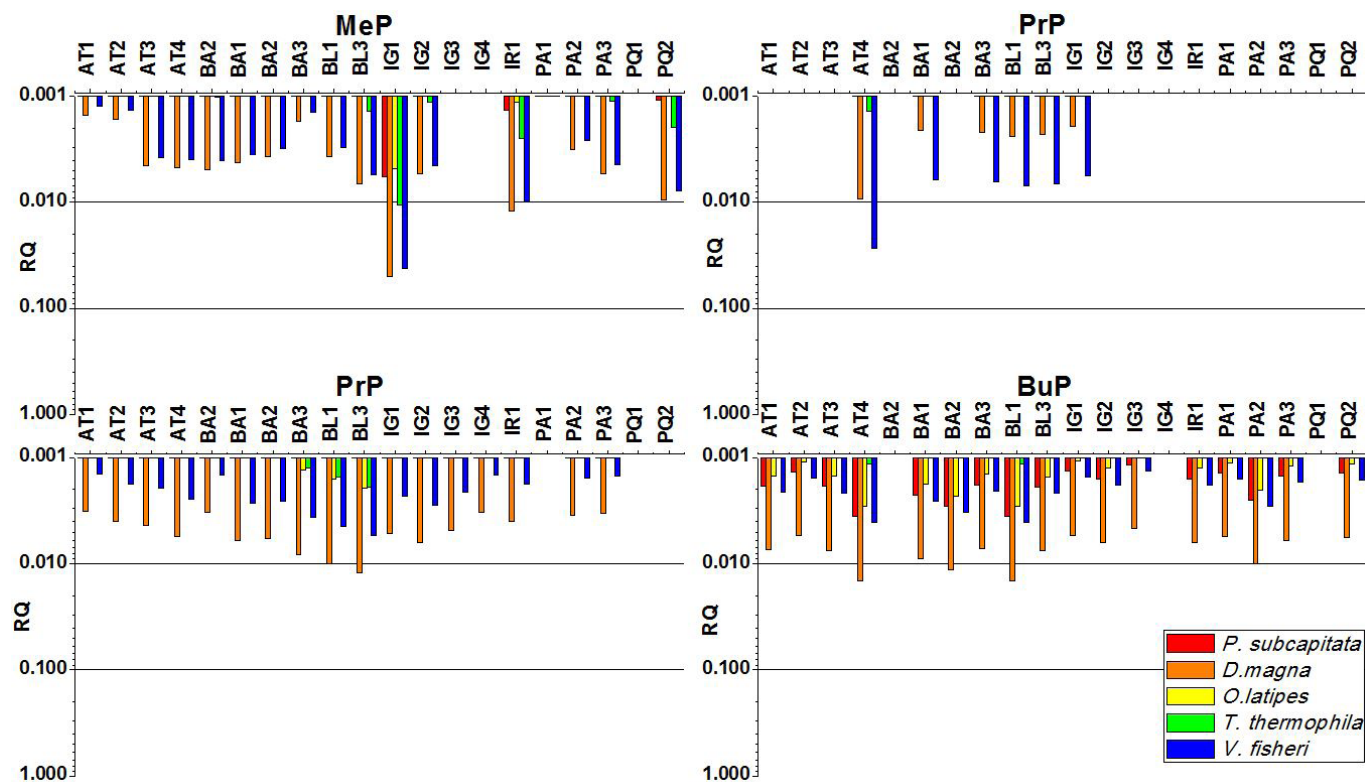 MeP
AT1 AT2 AT3 AT4 BA2 BA1 BA2 BA3 BL1 BL3 IG1 IG2 IG3 IG4 IR1 PA1 PA2 PA3 PQ1 PQ2
0.001
0.010
0.100
1.000
RQ
PrP
AT1 AT2 AT3 AT4 BA2 BA1 BA2 BA3 BL1 BL3 IG1 IG2 IG3 IG4 IR1 PA1 PA2 PA3 PQ1 PQ2
0.001
0.010
0.100
1.000
RQ
PrP
AT1 AT2 AT3 AT4 BA2 BA1 BA2 BA3 BL1 BL3 IG1 IG2 IG3 IG4 IR1 PA1 PA2 PA3 PQ1 PQ2
0.001
0.010
0.100
1.000
RQ
BuP
AT1 AT2 AT3 AT4 BA2 BA1 BA2 BA3 BL1 BL3 IG1 IG2 IG3 IG4 IR1 PA1 PA2 PA3 PQ1 PQ2
0.001
0.010
0.100
1.000
RQ
P. subcapitata
D.magna
O.latipes
T. thermophila
V. fisheri